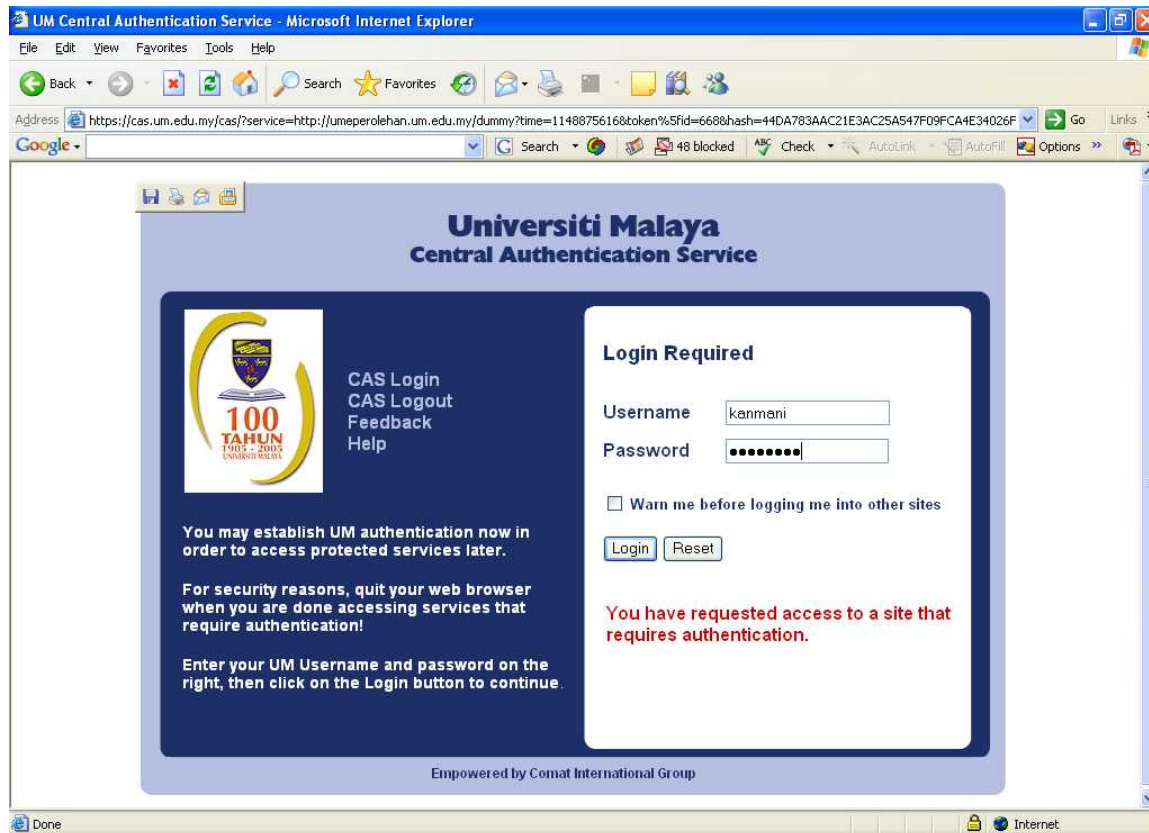 UM Central Authentication Service - Microsoft Internet Explorer
File Edit View Favorites Tools Help
Back Search Favorites
Address https://cas.um.edu.my/cas/?service=http://umeperolehan.um.edu.my/dummy?time=1148875616&token%5fid=668&hash=44DA783AAC21E3AC25A547F09FCA4E34026F Go Links
Google Search 48 blocked ABC Check AutoLink AutoFill Options »
Universiti Malaya
Central Authentication Service
100
TAHUN
1905 - 2005
UNIVERSITI MALAYA
CAS Login
CAS Logout
Feedback
Help
You may establish UM authentication now in
order to access protected services later.
For security reasons, quit your web browser
when you are done accessing services that
require authentication!
Enter your UM Username and password on the
right, then click on the Login button to continue.
Login Required
Username kanmani
Password ••••••••
Warn me before logging me into other sites
Login Reset
You have requested access to a site that
requires authentication.
Empowered by Comat International Group
Done Internet